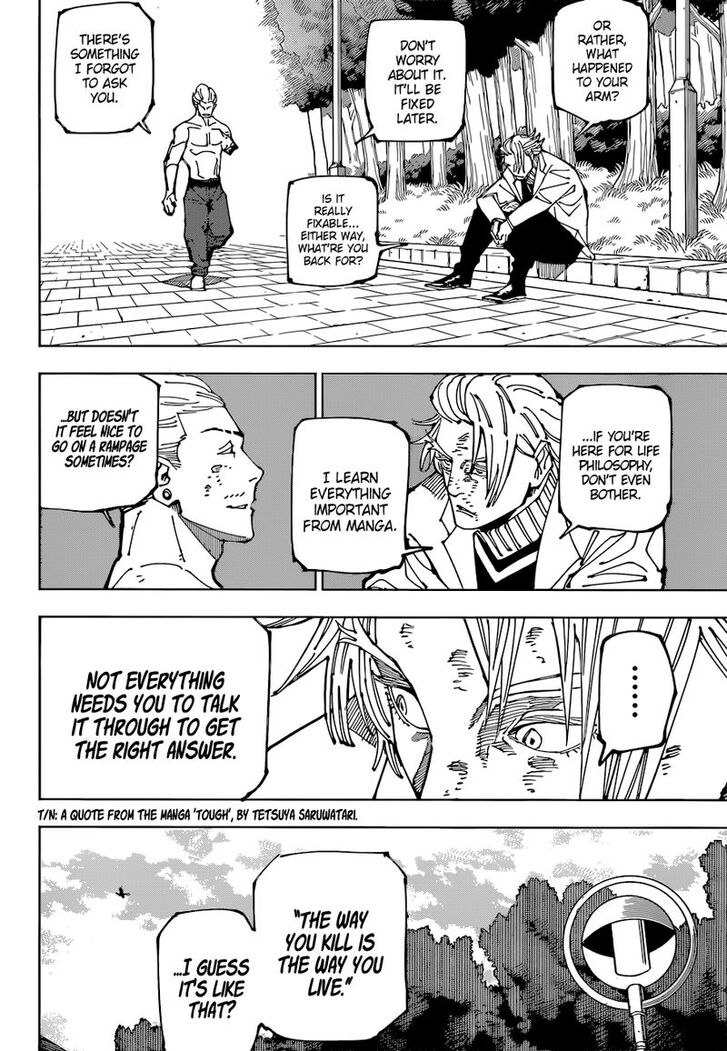 OR
RATHER,
WHAT
HAPPENED
TO YOUR
ARM?
DON'T
WORRY
ABOUT IT.
IT'LL BE
FIXED
LATER.
IS IT
REALLY
FIXABLE...
EITHER WAY,
WHAT'RE YOU
BACK FOR?
THERE'S
SOMETHING
I FORGOT
TO ASK
YOU.
...IF YOU'RE
HERE FOR LIFE
PHILOSOPHY,
DON'T EVEN
BOTHER.
I LEARN
EVERYTHING
IMPORTANT
FROM MANGA.
...BUT DOESN'T
IT FEEL NICE TO
GO ON A RAMPAGE
SOMETIMES?
......
NOT EVERYTHING
NEEDS YOU TO TALK
IT THROUGH TO GET
THE RIGHT ANSWER.
T/N: A QUOTE FROM THE MANGA 'TOUGH', BY TETSUYA SARUWATARI.
"THE WAY
YOU KILL IS
THE WAY YOU
LIVE."
...I GUESS
IT'S LIKE
THAT?